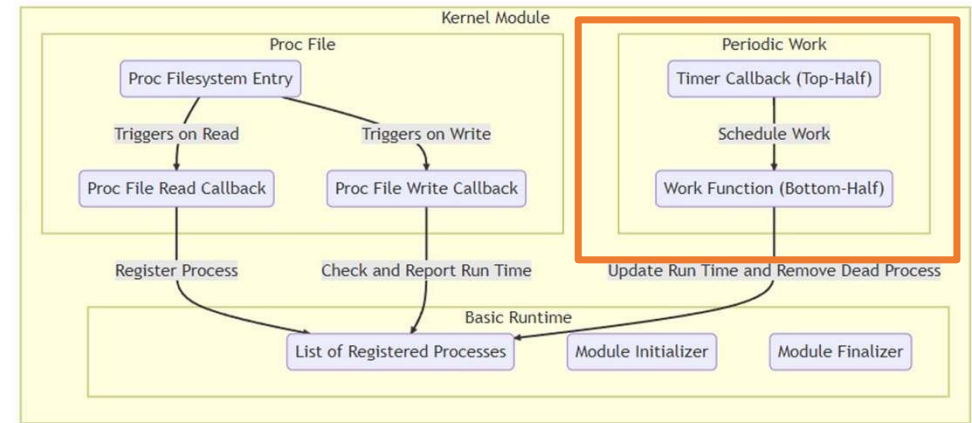 Kernel Module
Proc File
Periodic Work
Proc Filesystem Entry
Timer Callback (Top-Half)
Triggers on Read
Triggers on Write
Schedule Work
Proc File Read Callback
Proc File Write Callback
Work Function (Bottom-Half)
Register Process
Check and Report Run Time
Update Run Time and Remove Dead Process
Basic Runtime
List of Registered Processes
Module Initializer
Module Finalizer